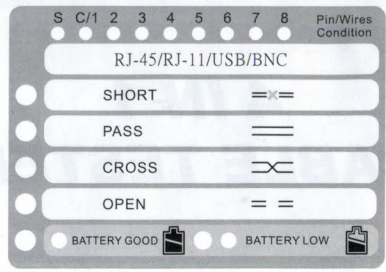 S C/1 2 3 4 5 6 7 8 Pin/Wires
Condition
RJ-45/RJ-11/USB/BNC
SHORT
PASS
CROSS
OPEN
BATTERY GOOD BATTERY LOW